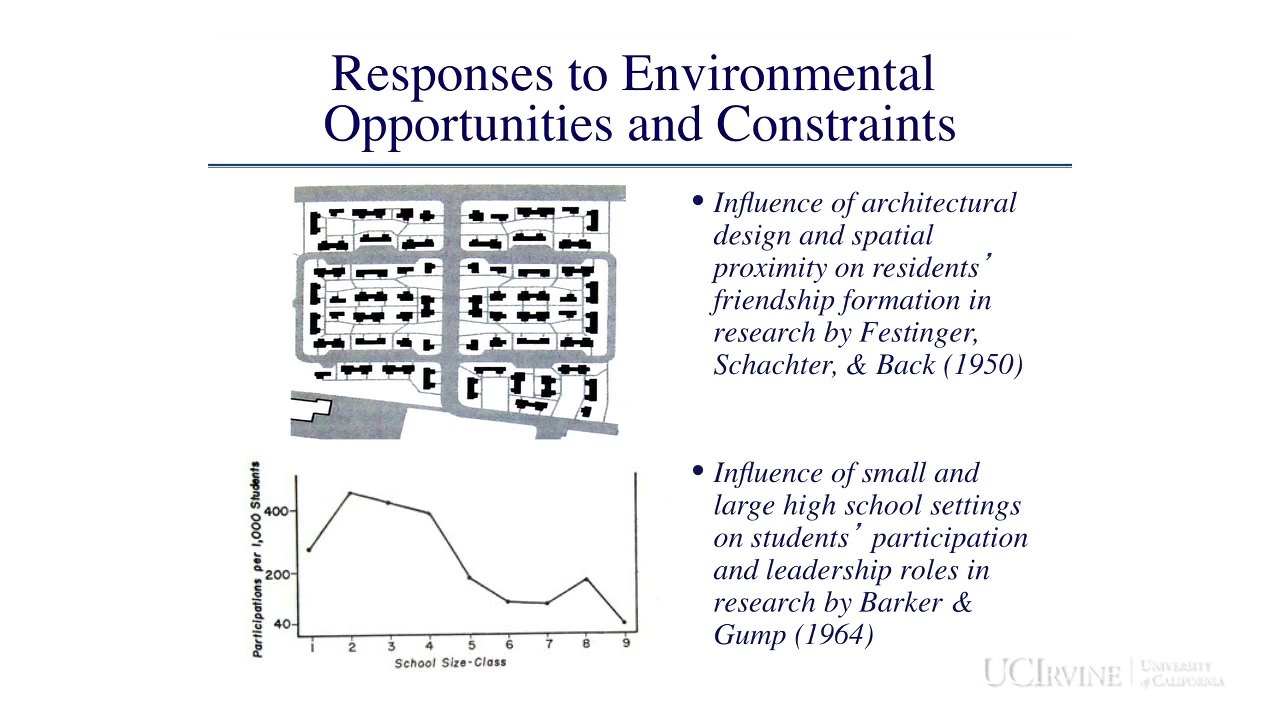 Responses to Environmental
Opportunities and Constraints
• Influence of architectural
design and spatial
proximity on residents’
friendship formation in
research by Festinger,
Schachter, & Back (1950)
Participations per 1,000 Students
400
200
40
1 2 3 4 5 6 7 8 9
School Size-Class
• Influence of small and
large high school settings
on students’ participation
and leadership roles in
research by Barker &
Gump (1964)
UCIRVINE
UNIVERSITY
of CALIFORNIA